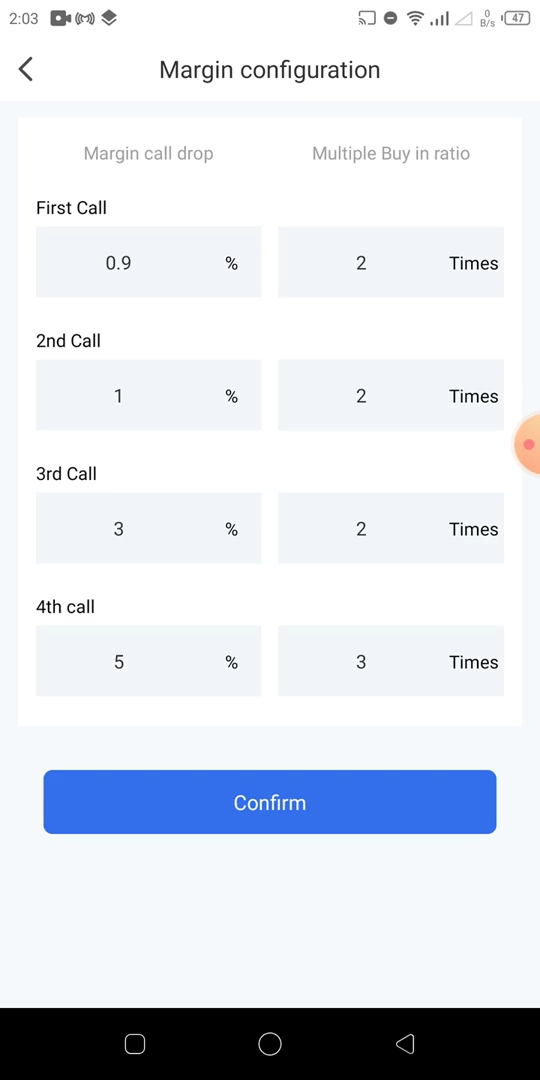 2:03 0 B/s 47
Margin configuration
Margin call drop Multiple Buy in ratio
First Call
0.9 % 2 Times
2nd Call
1 % 2 Times
3rd Call
3 % 2 Times
4th call
5 % 3 Times
Confirm